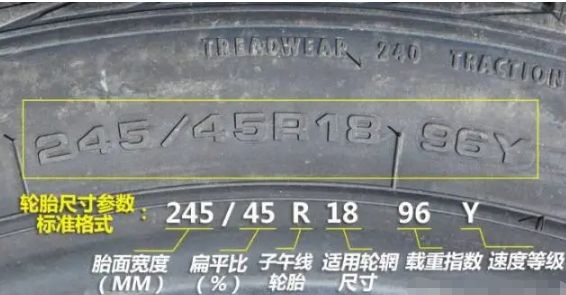 TREADWEAR 240 TRACTION
245/45R18 96Y
轮胎尺寸参数
标准格式 : 245 / 45 R 18 96 Y
胎面宽度 扁平比 子午线 适用轮辋 载重指数 速度等级
(MM) (%) 轮胎 尺寸